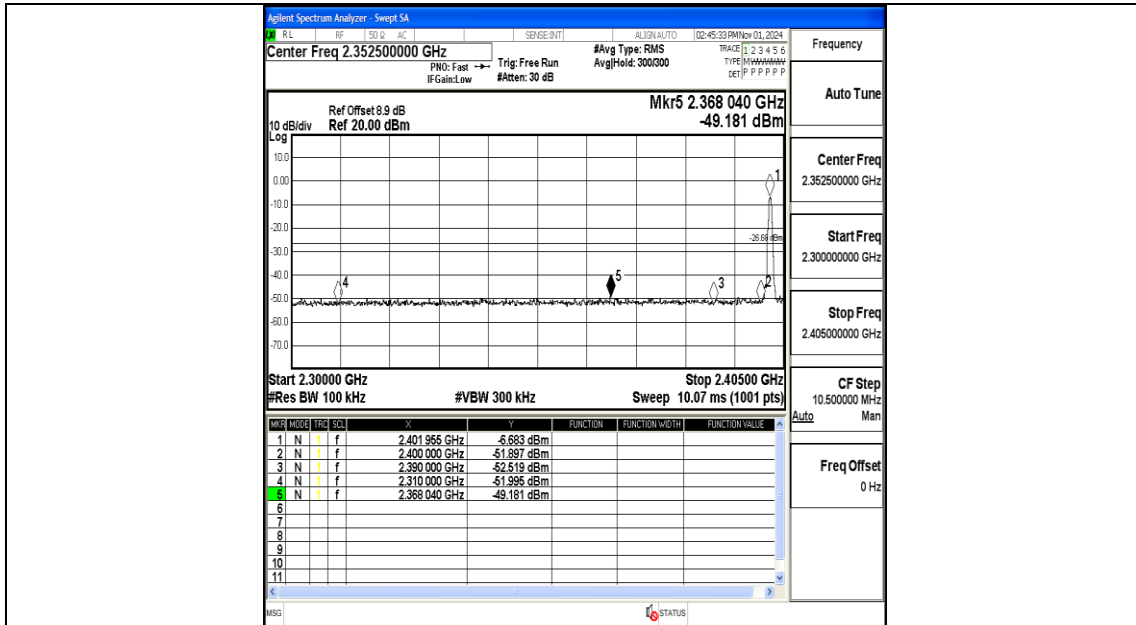 Agilent Spectrum Analyzer - Swept SA
LXI RL RF 50 Ω AC SENSE:INT ALIGN AUTO 02:45:33 PM Nov 01, 2024
Center Freq 2.352500000 GHz
PNO: Fast
IFGain:Low
Trig: Free Run
#Atten: 30 dB
#Avg Type: RMS
Avg|Hold: 300/300
TRACE 1 2 3 4 5 6
TYPE M W W W W W
DET P P P P P P
Mkr5 2.368 040 GHz
-49.181 dBm
Ref Offset 8.9 dB
10 dB/div Ref 20.00 dBm
Log
10.0
0.00
-10.0
-20.0
-30.0
-40.0
-50.0
-60.0
-70.0
1
-26.68 dBm
4
5
3
2
Start 2.30000 GHz Stop 2.40500 GHz
#Res BW 100 kHz #VBW 300 kHz Sweep 10.07 ms (1001 pts)
MKR MODE TRC SCL X Y FUNCTION FUNCTION WIDTH FUNCTION VALUE
1 N 1 f 2.401 955 GHz -6.683 dBm
2 N 1 f 2.400 000 GHz -51.897 dBm
3 N 1 f 2.390 000 GHz -52.519 dBm
4 N 1 f 2.310 000 GHz -51.995 dBm
5 N 1 f 2.368 040 GHz -49.181 dBm
6
7
8
9
10
11
MSG STATUS
Frequency
Auto Tune
Center Freq
2.352500000 GHz
Start Freq
2.300000000 GHz
Stop Freq
2.405000000 GHz
CF Step
10.500000 MHz
Auto Man
Freq Offset
0 Hz